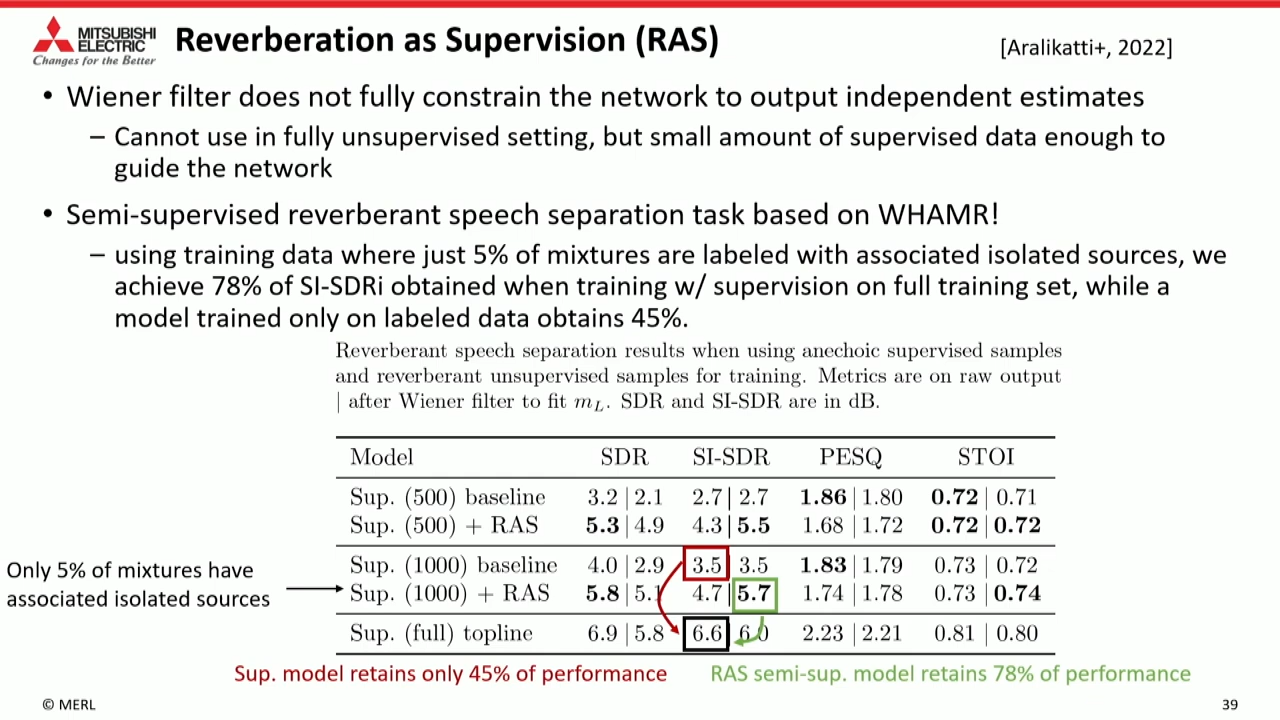 MITSUBISHI
ELECTRIC
Changes for the Better
Reverberation as Supervision (RAS)
[Aralikatti+, 2022]
• Wiener filter does not fully constrain the network to output independent estimates
– Cannot use in fully unsupervised setting, but small amount of supervised data enough to
guide the network
• Semi-supervised reverberant speech separation task based on WHAMR!
– using training data where just 5% of mixtures are labeled with associated isolated sources, we
achieve 78% of SI-SDRi obtained when training w/ supervision on full training set, while a
model trained only on labeled data obtains 45%.
Reverberant speech separation results when using anechoic supervised samples
and reverberant unsupervised samples for training. Metrics are on raw output
| after Wiener filter to fit m_L. SDR and SI-SDR are in dB.
Model SDR SI-SDR PESQ STOI
Sup. (500) baseline 3.2 | 2.1 2.7 | 2.7 1.86 | 1.80 0.72 | 0.71
Sup. (500) + RAS 5.3 | 4.9 4.3 | 5.5 1.68 | 1.72 0.72 | 0.72
Sup. (1000) baseline 4.0 | 2.9 3.5 | 3.5 1.83 | 1.79 0.73 | 0.72
Sup. (1000) + RAS 5.8 | 5.1 4.7 | 5.7 1.74 | 1.78 0.73 | 0.74
Sup. (full) topline 6.9 | 5.8 6.6 | 6.0 2.23 | 2.21 0.81 | 0.80
Only 5% of mixtures have
associated isolated sources
Sup. model retains only 45% of performance
RAS semi-sup. model retains 78% of performance
© MERL
39